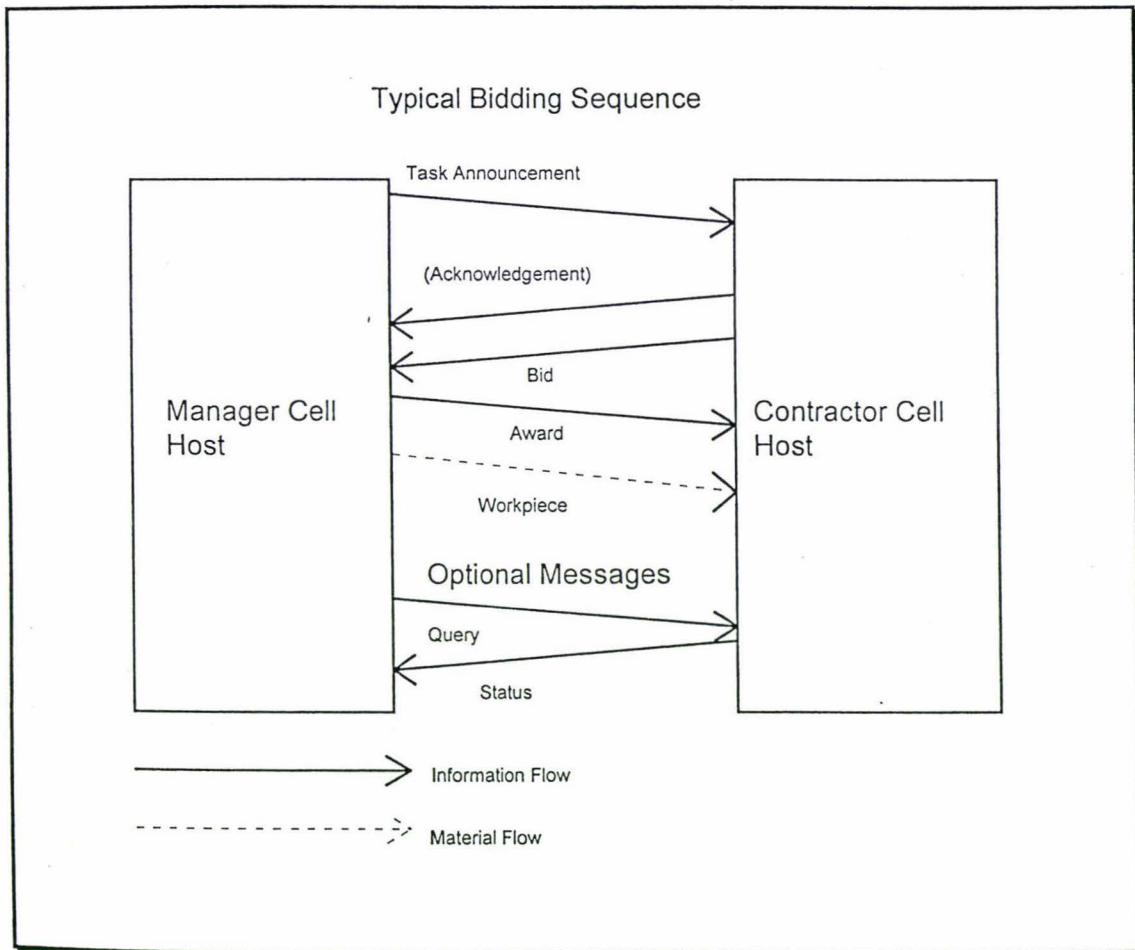 Typical Bidding Sequence
Task Announcement
(Acknowledgement)
Bid
Manager Cell
Host
Contractor Cell
Host
Award
Workpiece
Optional Messages
Query
Status
Information Flow
Material Flow